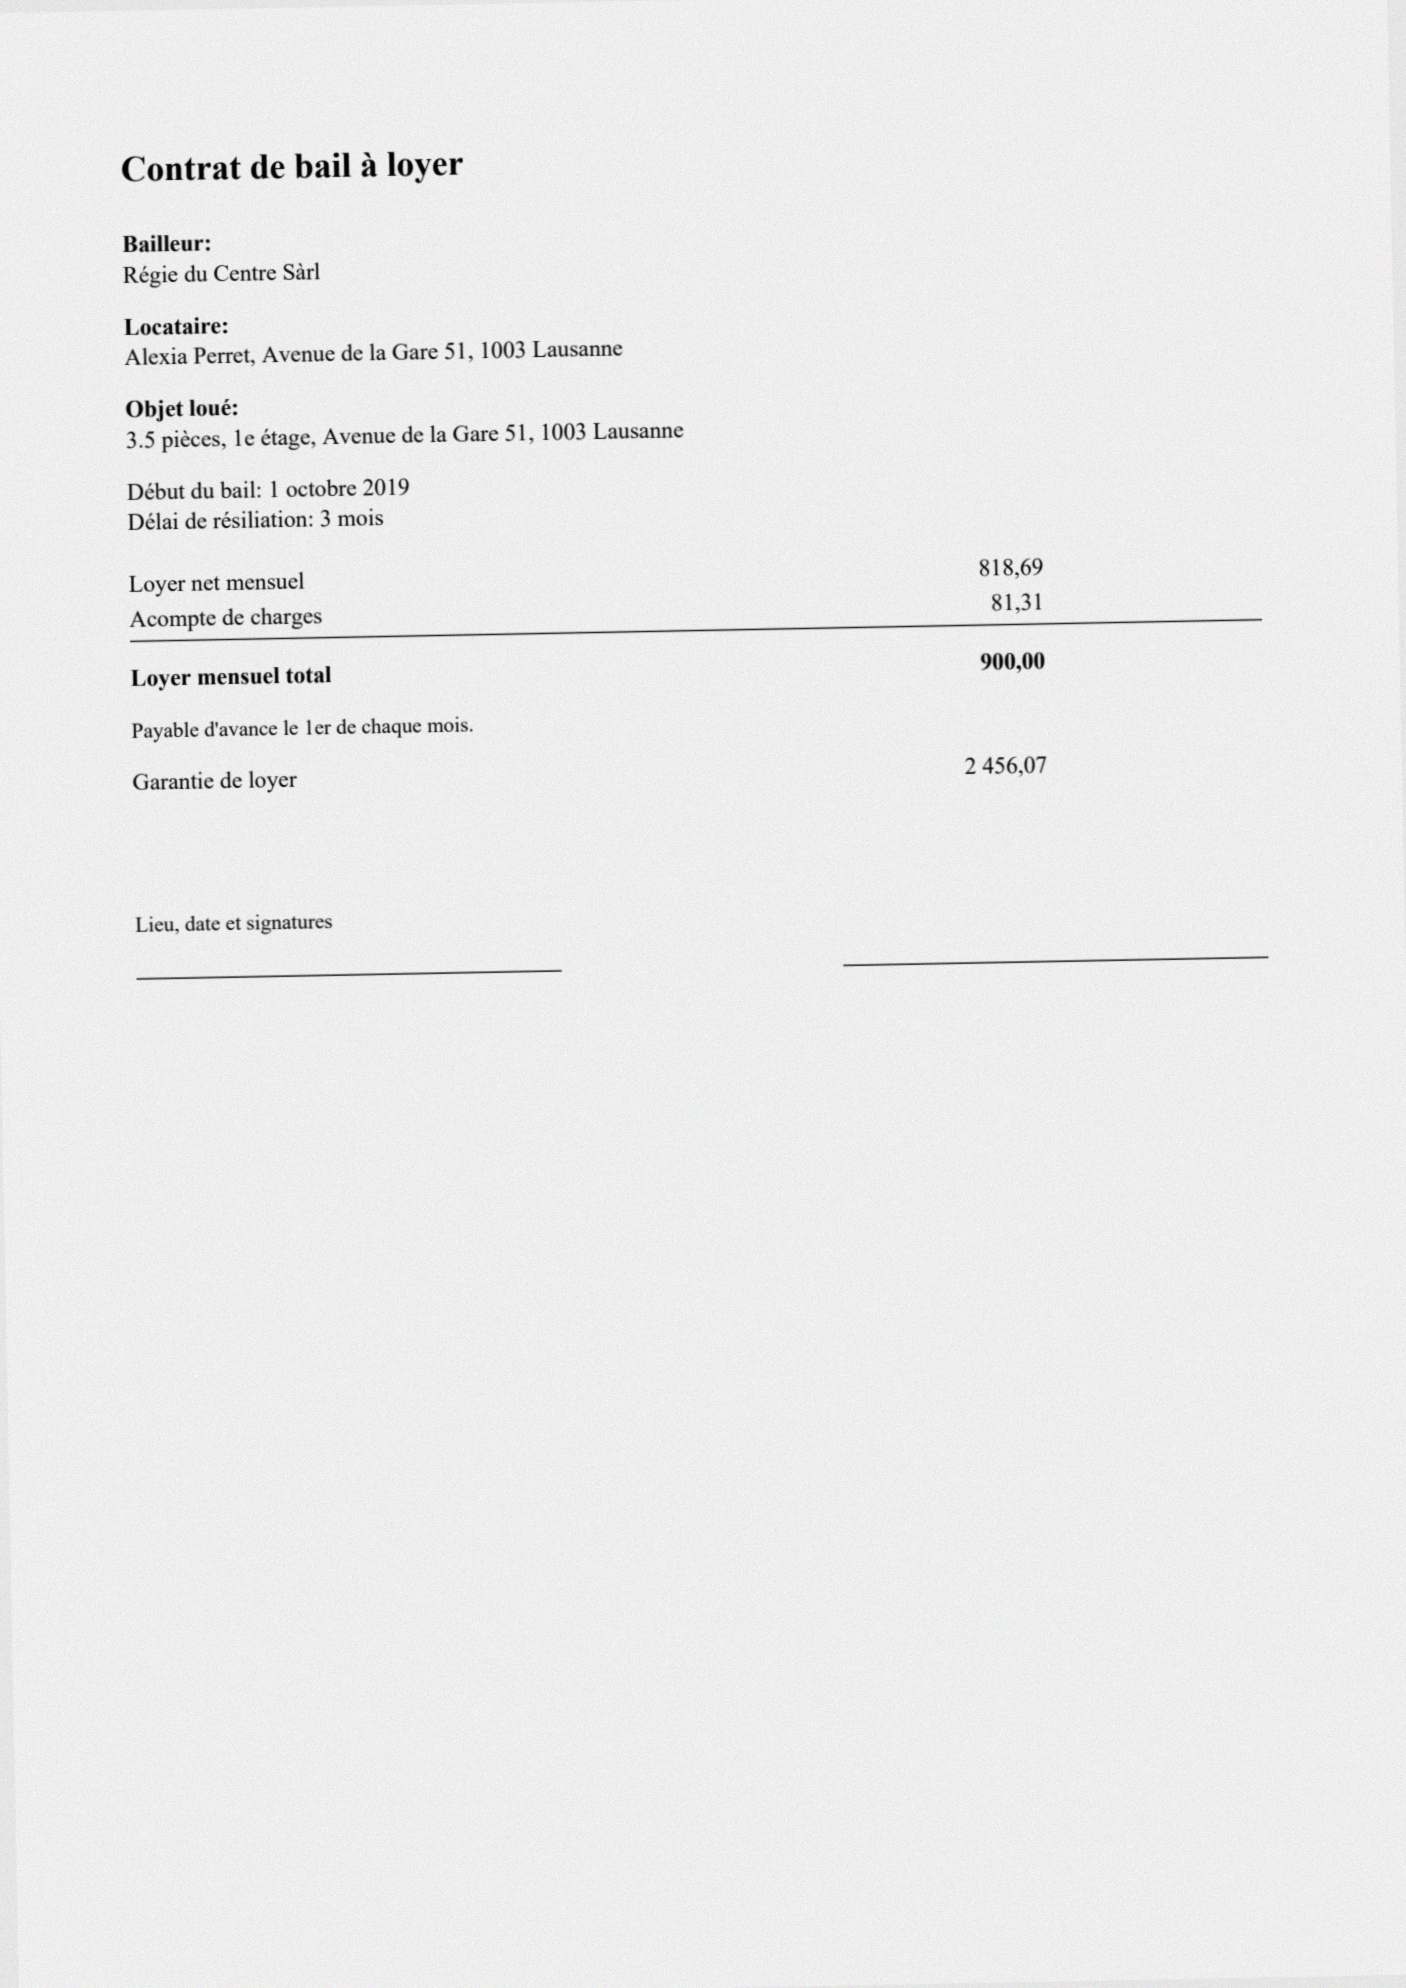 Contrat de bail à loyer
Bailleur:
Régie du Centre Sàrl
Locataire:
Alexia Perret, Avenue de la Gare 51, 1003 Lausanne
Objet loué:
3.5 pièces, 1e étage, Avenue de la Gare 51, 1003 Lausanne
Début du bail: 1 octobre 2019
Délai de résiliation: 3 mois
Loyer net mensuel 818,69
Acompte de charges 81,31
Loyer mensuel total 900,00
Payable d'avance le 1er de chaque mois.
Garantie de loyer 2 456,07
Lieu, date et signatures